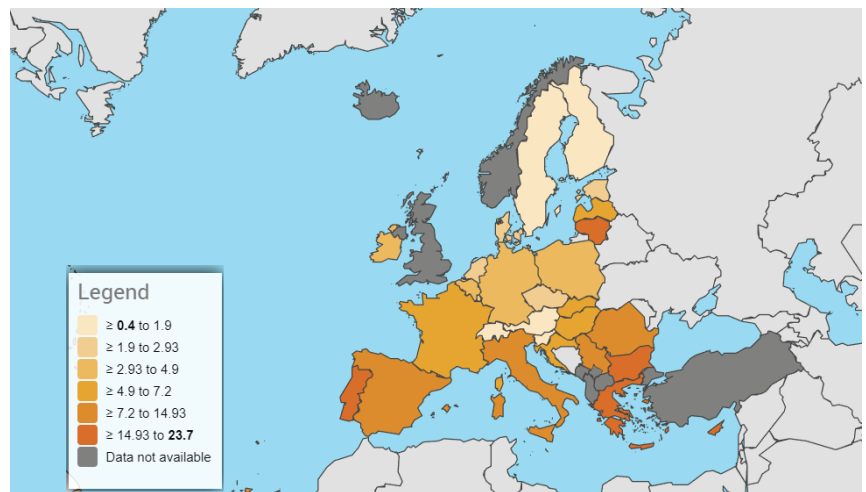 Legend
≥ 0.4 to 1.9
≥ 1.9 to 2.93
≥ 2.93 to 4.9
≥ 4.9 to 7.2
≥ 7.2 to 14.93
≥ 14.93 to 23.7
Data not available